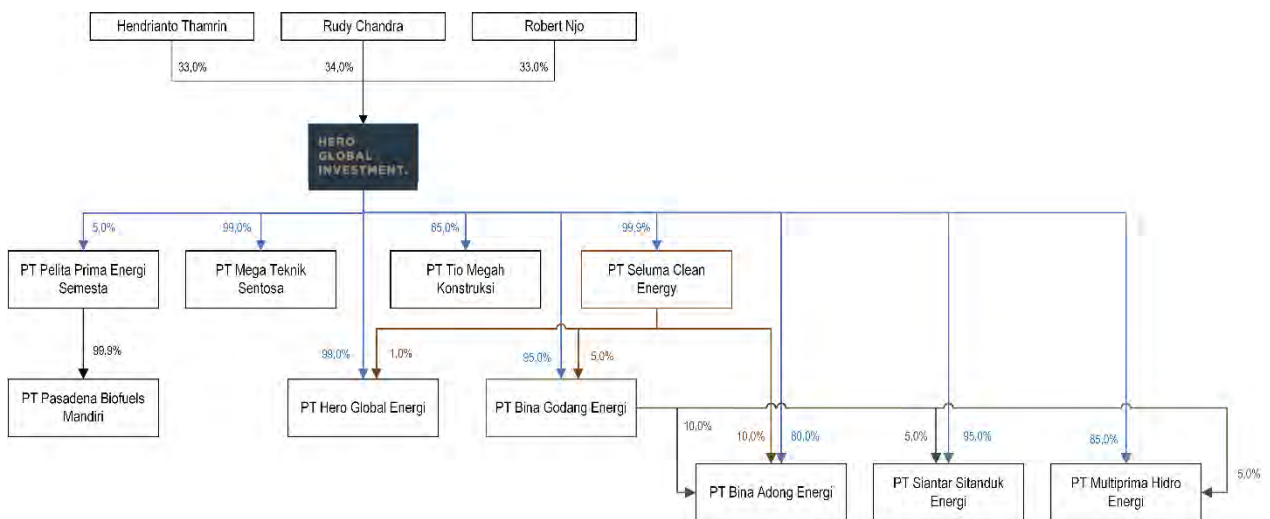 Hendrianto Thamrin
Rudy Chandra
Robert Njo
33,0%
34,0%
33,0%
HERO
GLOBAL
INVESTMENT.
5,0%
99,0%
85,0%
99,9%
PT Pelita Prima Energi
Semesta
PT Mega Teknik
Sentosa
PT Tio Megah
Konstruksi
PT Seluma Clean
Energy
99.9%
99,0%
1,0%
95,0%
5,0%
PT Pasadena Biofuels
Mandiri
PT Hero Global Energi
PT Bina Godang Energi
10,0%
10,0%
80,0%
5,0%
95,0%
85,0%
5,0%
PT Bina Adong Energi
PT Siantar Sitanduk
Energi
PT Multiprima Hidro
Energi